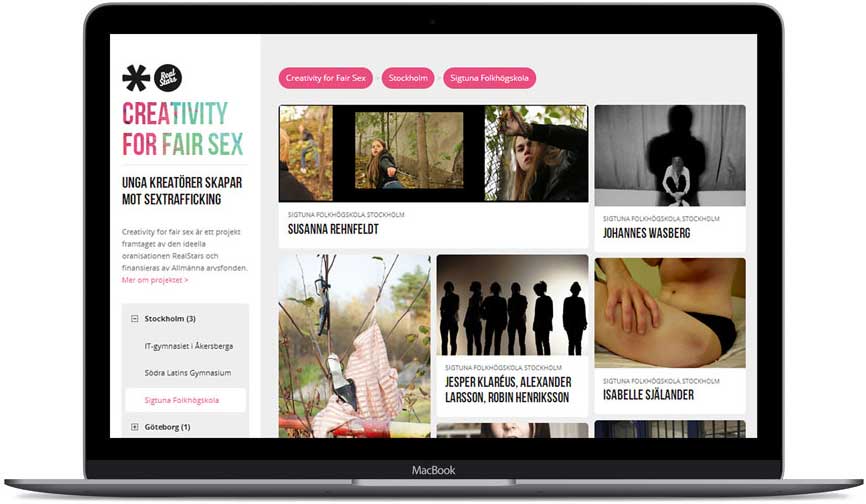 Real Stars
CREATIVITY
FOR FAIR SEX
UNGA KREATÖRER SKAPAR
MOT SEXTRAFFICKING
Creativity for fair sex är ett projekt
framtaget av den ideella
oranisationen RealStars och
finansieras av Allmänna arvsfonden.
Mer om projektet >
Stockholm (3)
IT-gymnasiet i Åkersberga
Södra Latins Gymnasium
Sigtuna Folkhögskola
Göteborg (1)
Creativity for Fair Sex
Stockholm
Sigtuna Folkhögskola
SIGTUNA FOLKHÖGSKOLA, STOCKHOLM
SUSANNA REHNFELDT
SIGTUNA FOLKHÖGSKOLA, STOCKHOLM
JOHANNES WASBERG
SIGTUNA FOLKHÖGSKOLA, STOCKHOLM
JESPER KLARÉUS, ALEXANDER
LARSSON, ROBIN HENRIKSSON
SIGTUNA FOLKHÖGSKOLA, STOCKHOLM
ISABELLE SJÄLANDER
MacBook